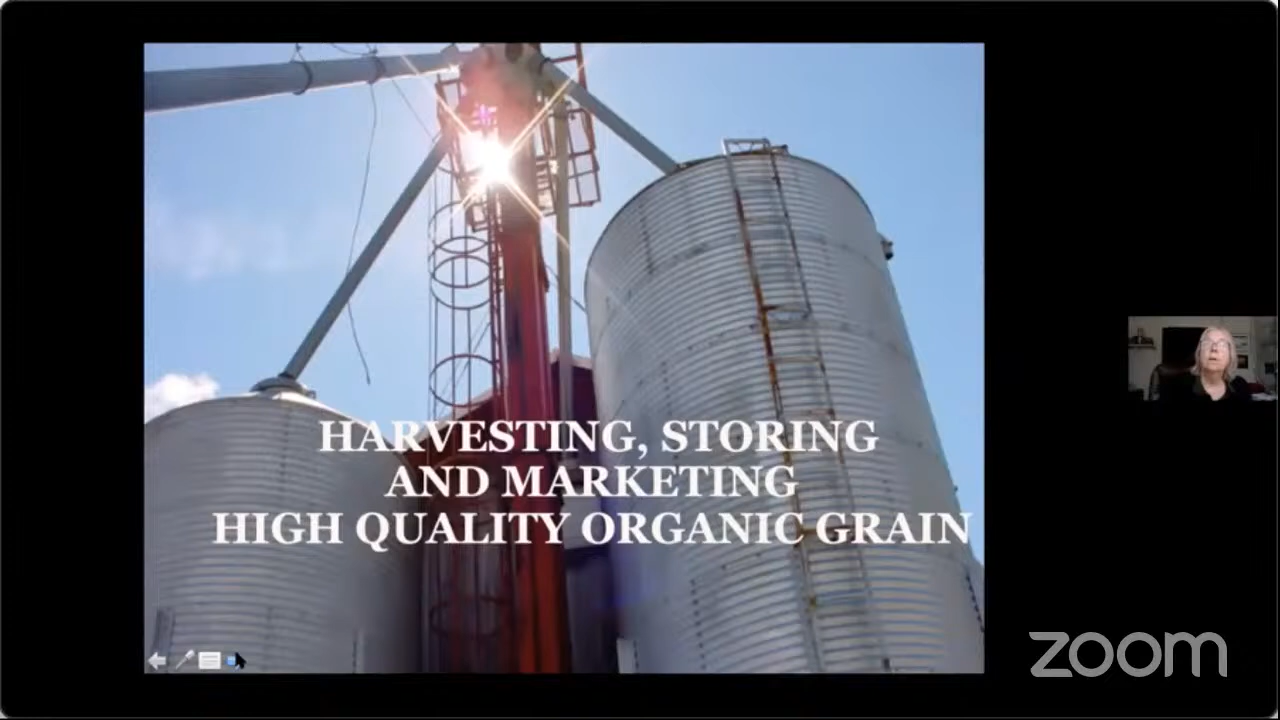 HARVESTING, STORING
AND MARKETING
HIGH QUALITY ORGANIC GRAIN
zoom